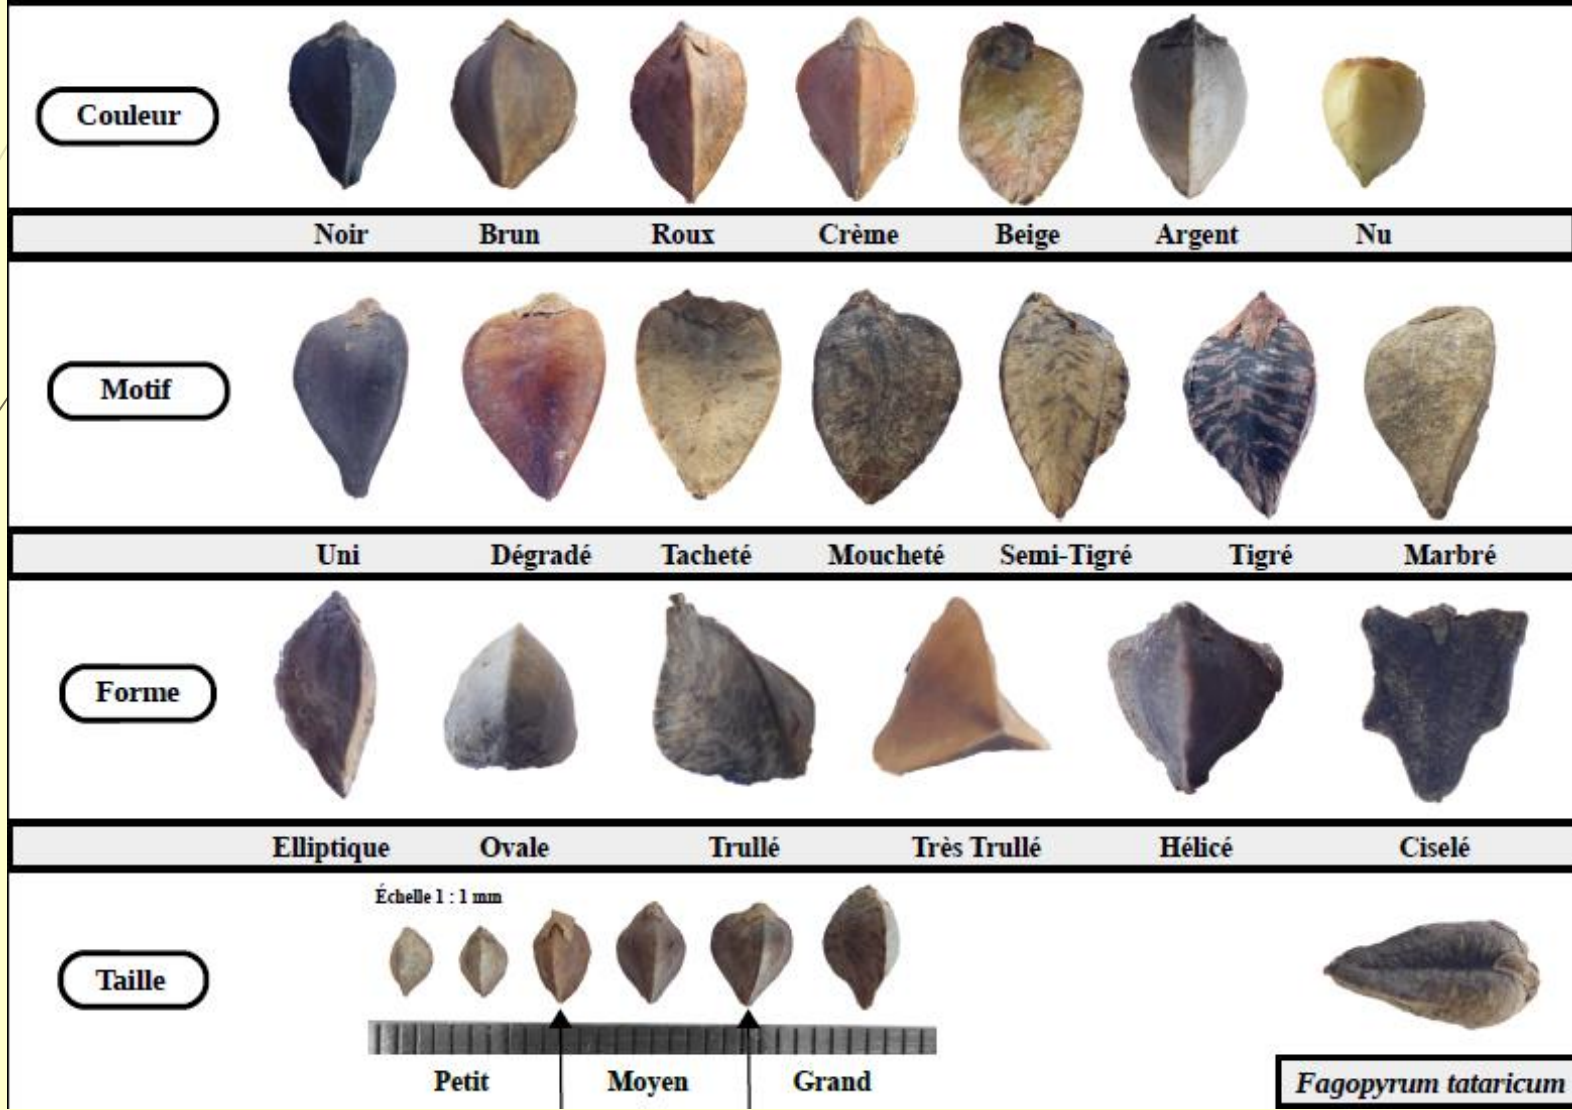 Couleur
Noir Brun Roux Crème Beige Argent Nu
Motif
Uni Dégradé Tacheté Moucheté Semi-Tigré Tigré Marbré
Forme
Elliptique Ovale Trullé Très Trullé Hélicé Ciselé
Échelle 1 : 1 mm
Taille
Petit Moyen Grand
Fagopyrum tataricum